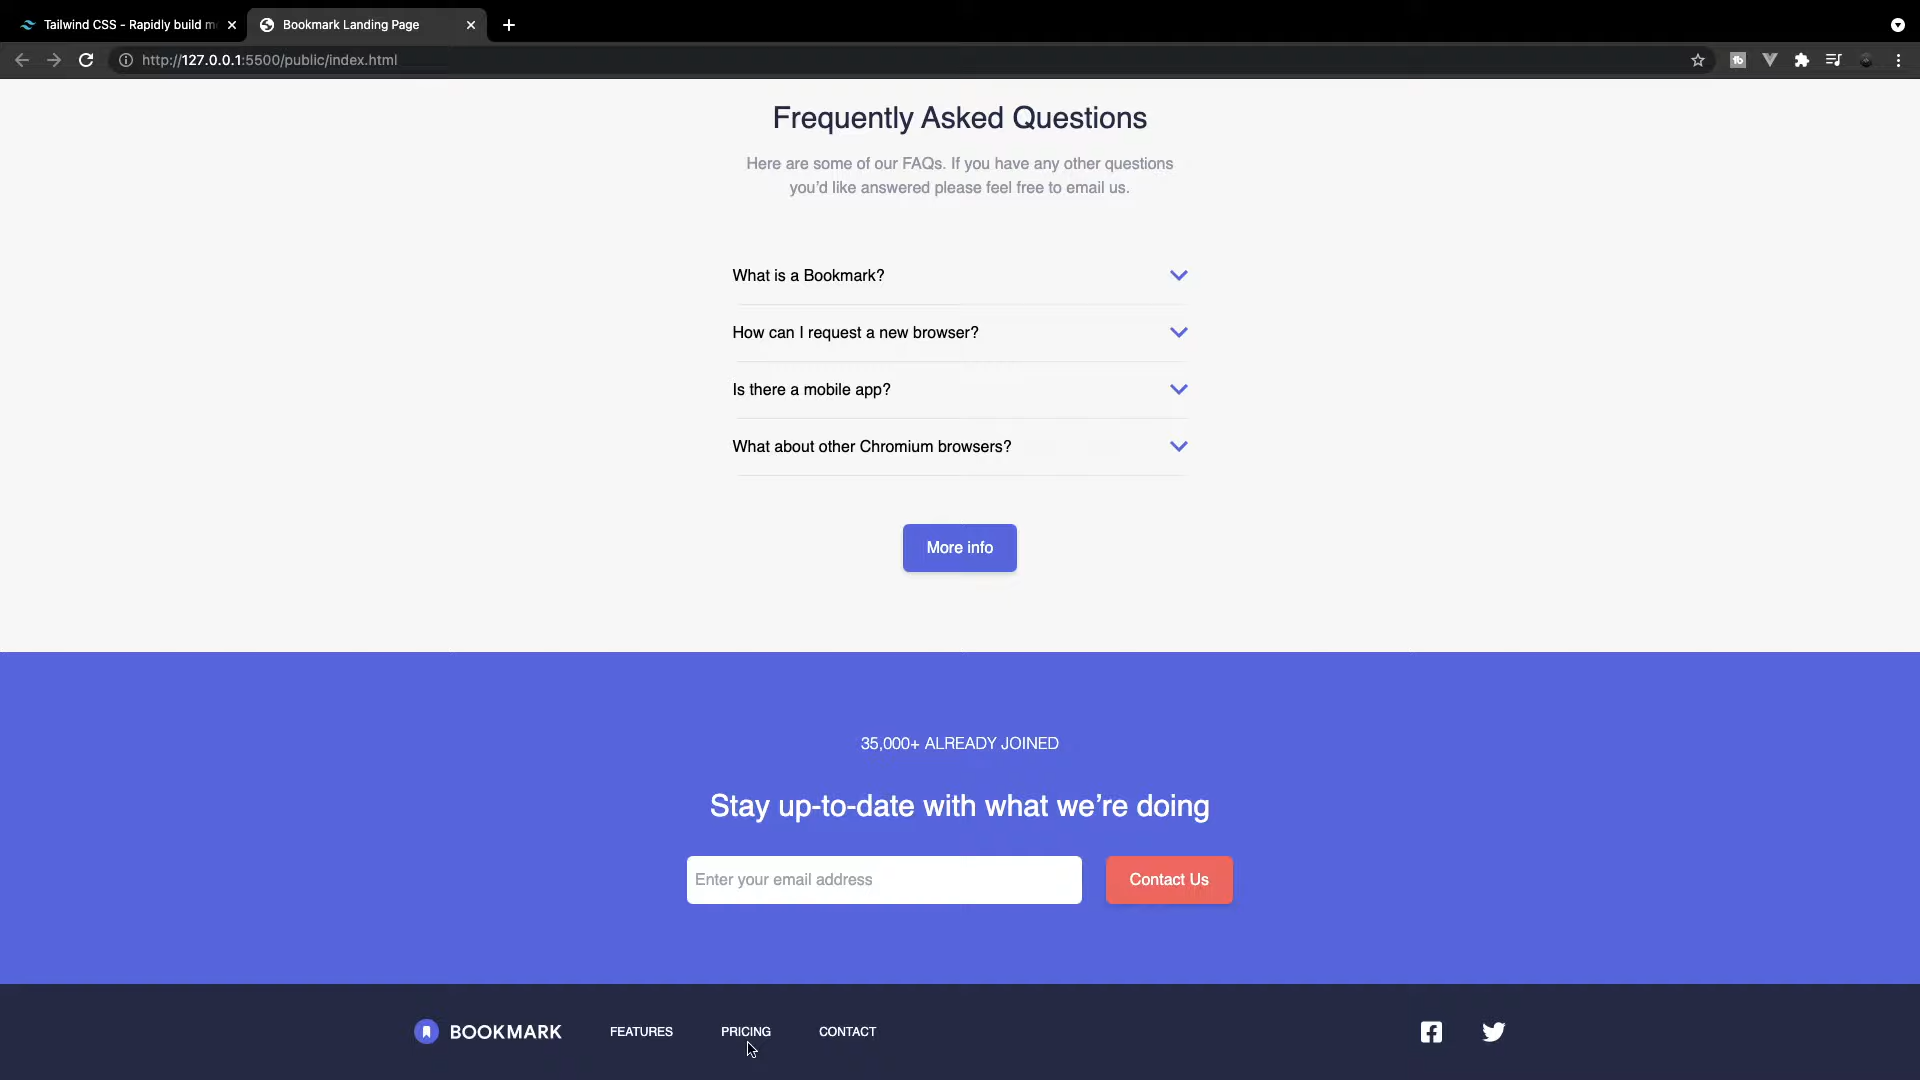 Tailwind CSS - Rapidly build m
Bookmark Landing Page
http://127.0.0.1:5500/public/index.html
Frequently Asked Questions
Here are some of our FAQs. If you have any other questions
you’d like answered please feel free to email us.
What is a Bookmark?
How can I request a new browser?
Is there a mobile app?
What about other Chromium browsers?
More info
35,000+ ALREADY JOINED
Stay up-to-date with what we’re doing
Enter your email address
Contact Us
BOOKMARK
FEATURES
PRICING
CONTACT